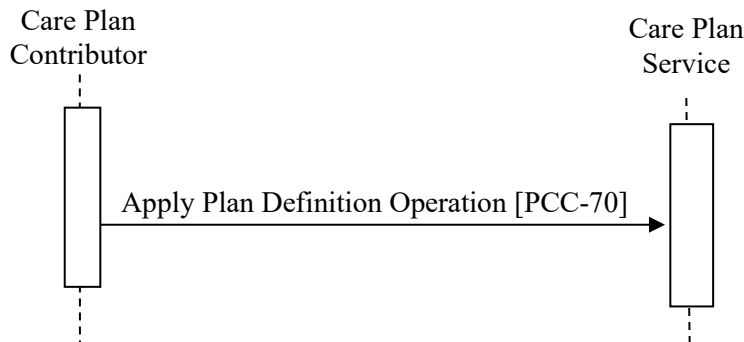 Care Plan
Contributor
Care Plan
Service
Apply Plan Definition Operation [PCC-70]